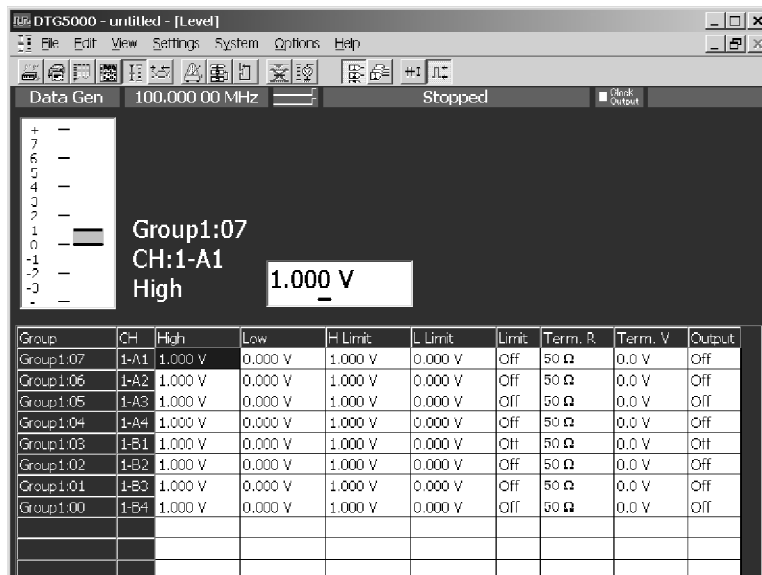 DTG5000 - untitled - [Level]
File Edit View Settings System Options Help
Data Gen 100.000 00 MHz Stopped Clock Output
+
7
6
5
4
3
2
1
0
-1
-2
-3
-
Group1:07
CH:1-A1
High 1.000 V
Group CH High Low H Limit L Limit Limit Term. R Term. V Output
Group1:07 1-A1 1.000 V 0.000 V 1.000 V 0.000 V Off 50 Ω 0.0 V Off
Group1:06 1-A2 1.000 V 0.000 V 1.000 V 0.000 V Off 50 Ω 0.0 V Off
Group1:05 1-A3 1.000 V 0.000 V 1.000 V 0.000 V Off 50 Ω 0.0 V Off
Group1:04 1-A4 1.000 V 0.000 V 1.000 V 0.000 V Off 50 Ω 0.0 V Off
Group1:03 1-B1 1.000 V 0.000 V 1.000 V 0.000 V Off 50 Ω 0.0 V Off
Group1:02 1-B2 1.000 V 0.000 V 1.000 V 0.000 V Off 50 Ω 0.0 V Off
Group1:01 1-B3 1.000 V 0.000 V 1.000 V 0.000 V Off 50 Ω 0.0 V Off
Group1:00 1-B4 1.000 V 0.000 V 1.000 V 0.000 V Off 50 Ω 0.0 V Off